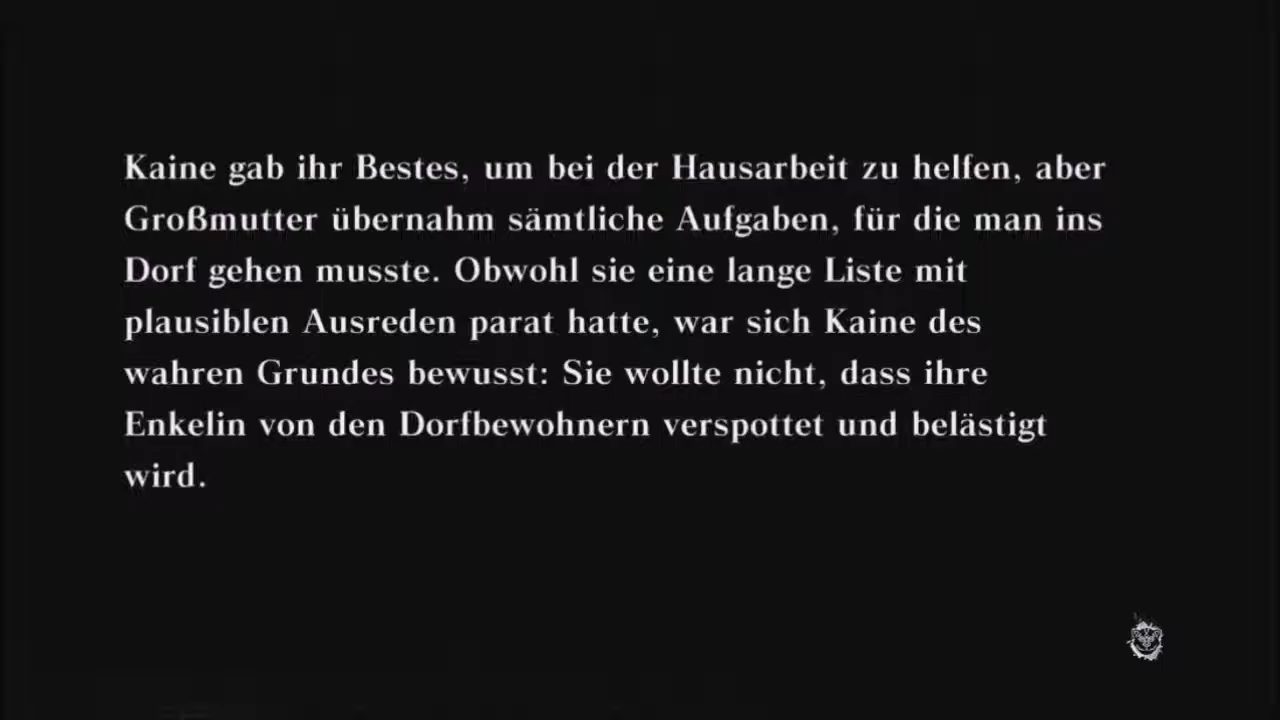 Kaine gab ihr Bestes, um bei der Hausarbeit zu helfen, aber
Großmutter übernahm sämtliche Aufgaben, für die man ins
Dorf gehen musste. Obwohl sie eine lange Liste mit
plausiblen Ausreden parat hatte, war sich Kaine des
wahren Grundes bewusst: Sie wollte nicht, dass ihre
Enkelin von den Dorfbewohnern verspottet und belästigt
wird.